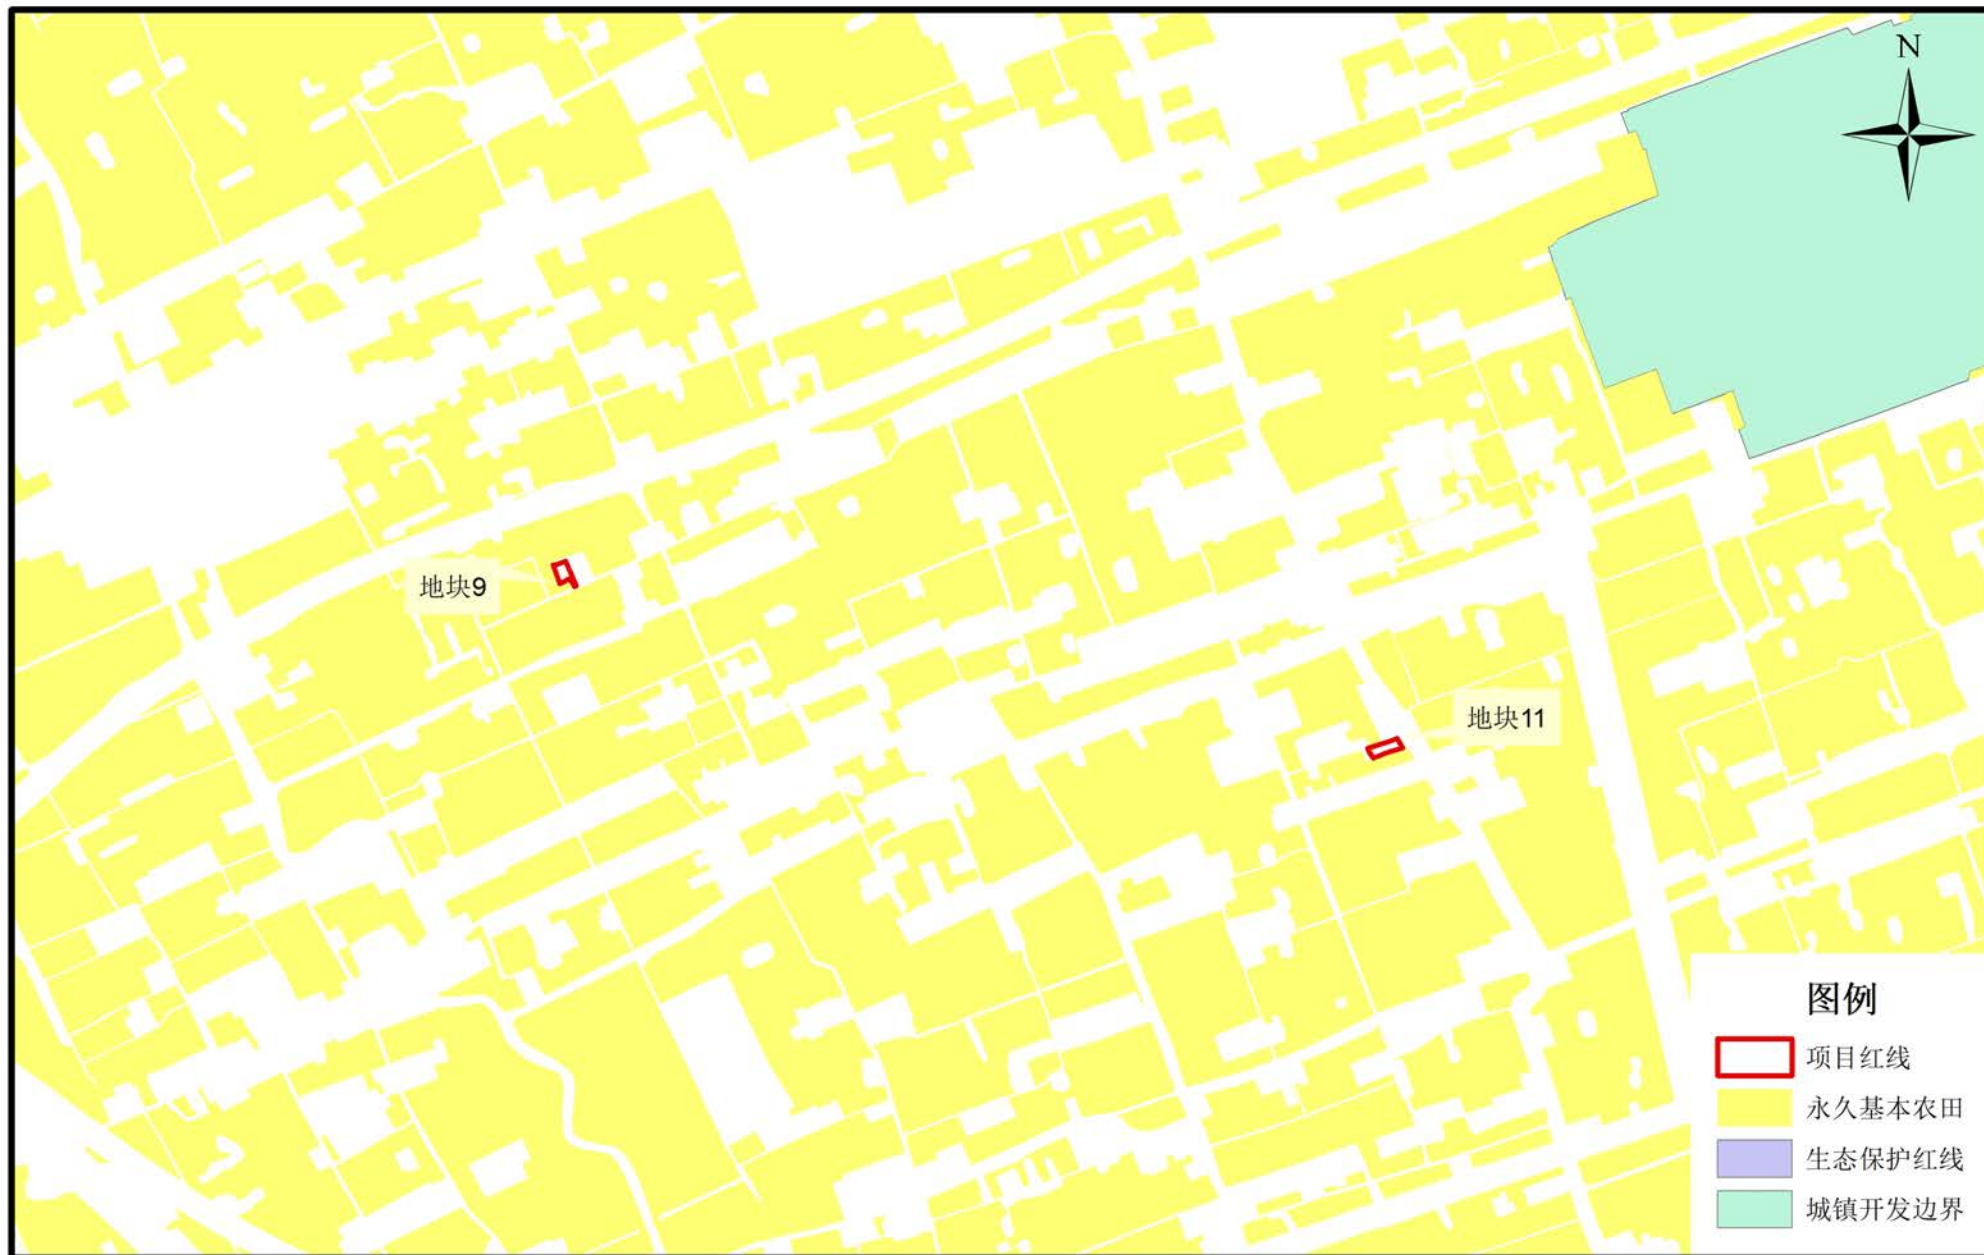 N
地块9
地块11
图例
项目红线
永久基本农田
生态保护红线
城镇开发边界